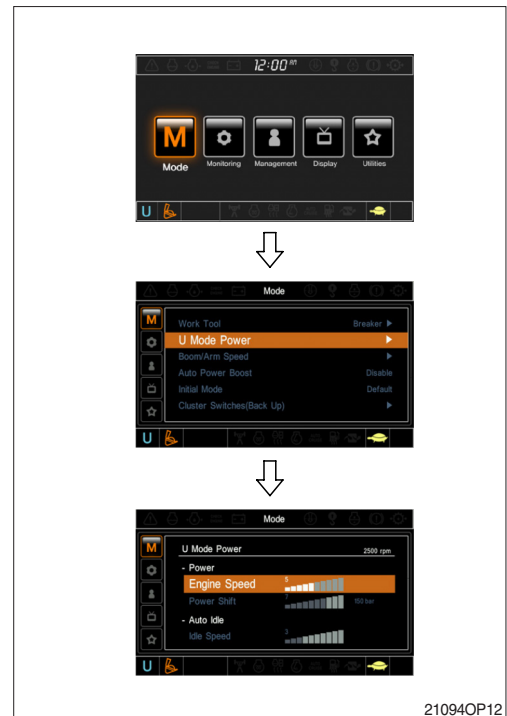 12:00 AM
M
Mode
Monitoring
Management
Display
Utilities
U
Mode
M
Work Tool Breaker ▶
U Mode Power ▶
Boom/Arm Speed ▶
Auto Power Boost Disable
Initial Mode Default
Cluster Switches(Back Up) ▶
U
Mode
M
U Mode Power 2500 rpm
- Power
Engine Speed 5
Power Shift 7 150 bar
- Auto Idle
Idle Speed 3
U
21094OP12